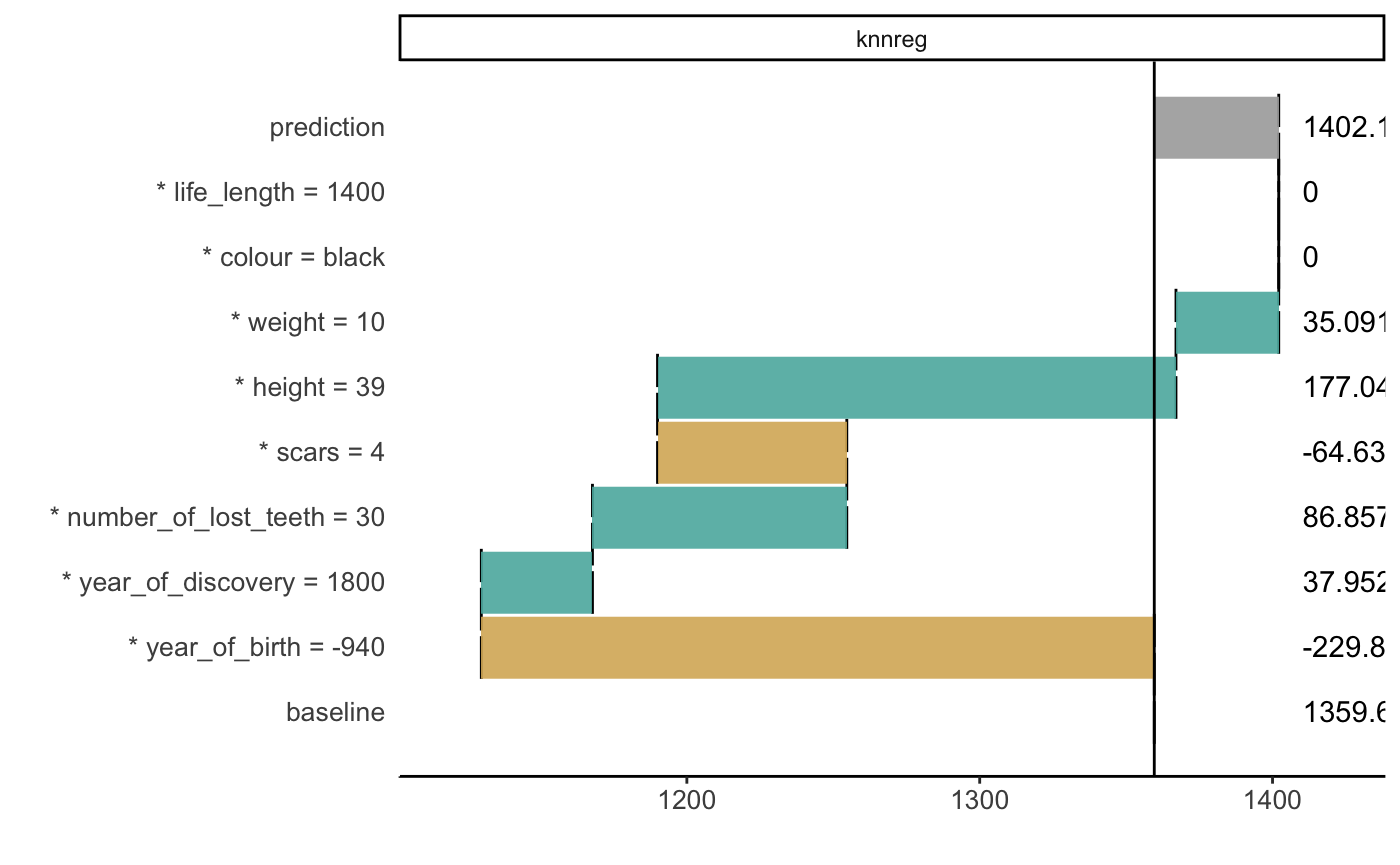 knnreg
prediction 1402.1
* life_length = 1400 0
* colour = black 0
* weight = 10 35.091
* height = 39 177.04
* scars = 4 -64.63
* number_of_lost_teeth = 30 86.857
* year_of_discovery = 1800 37.952
* year_of_birth = -940 -229.8
baseline 1359.6
1200 1300 1400